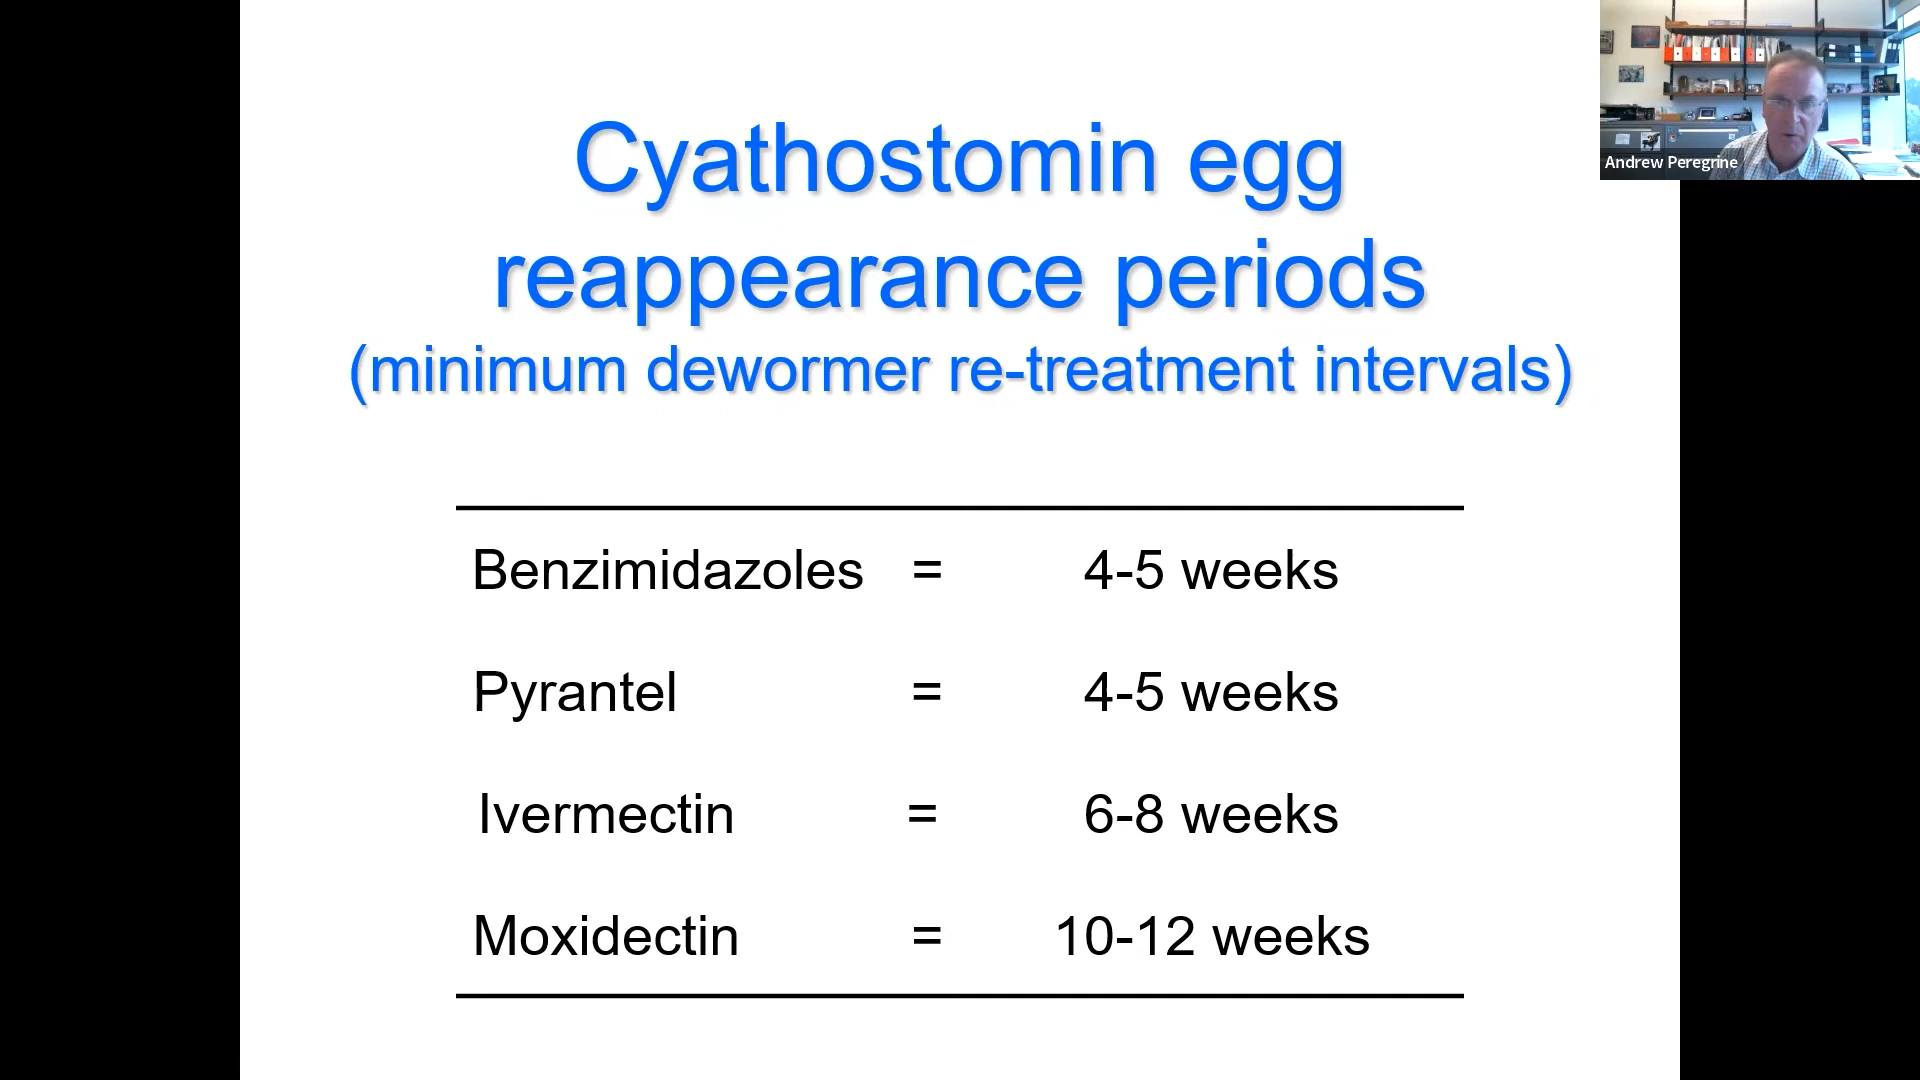 Cyathostomin egg
reappearance periods
(minimum dewormer re-treatment intervals)
Benzimidazoles = 4-5 weeks
Pyrantel = 4-5 weeks
Ivermectin = 6-8 weeks
Moxidectin = 10-12 weeks
Andrew Peregrine